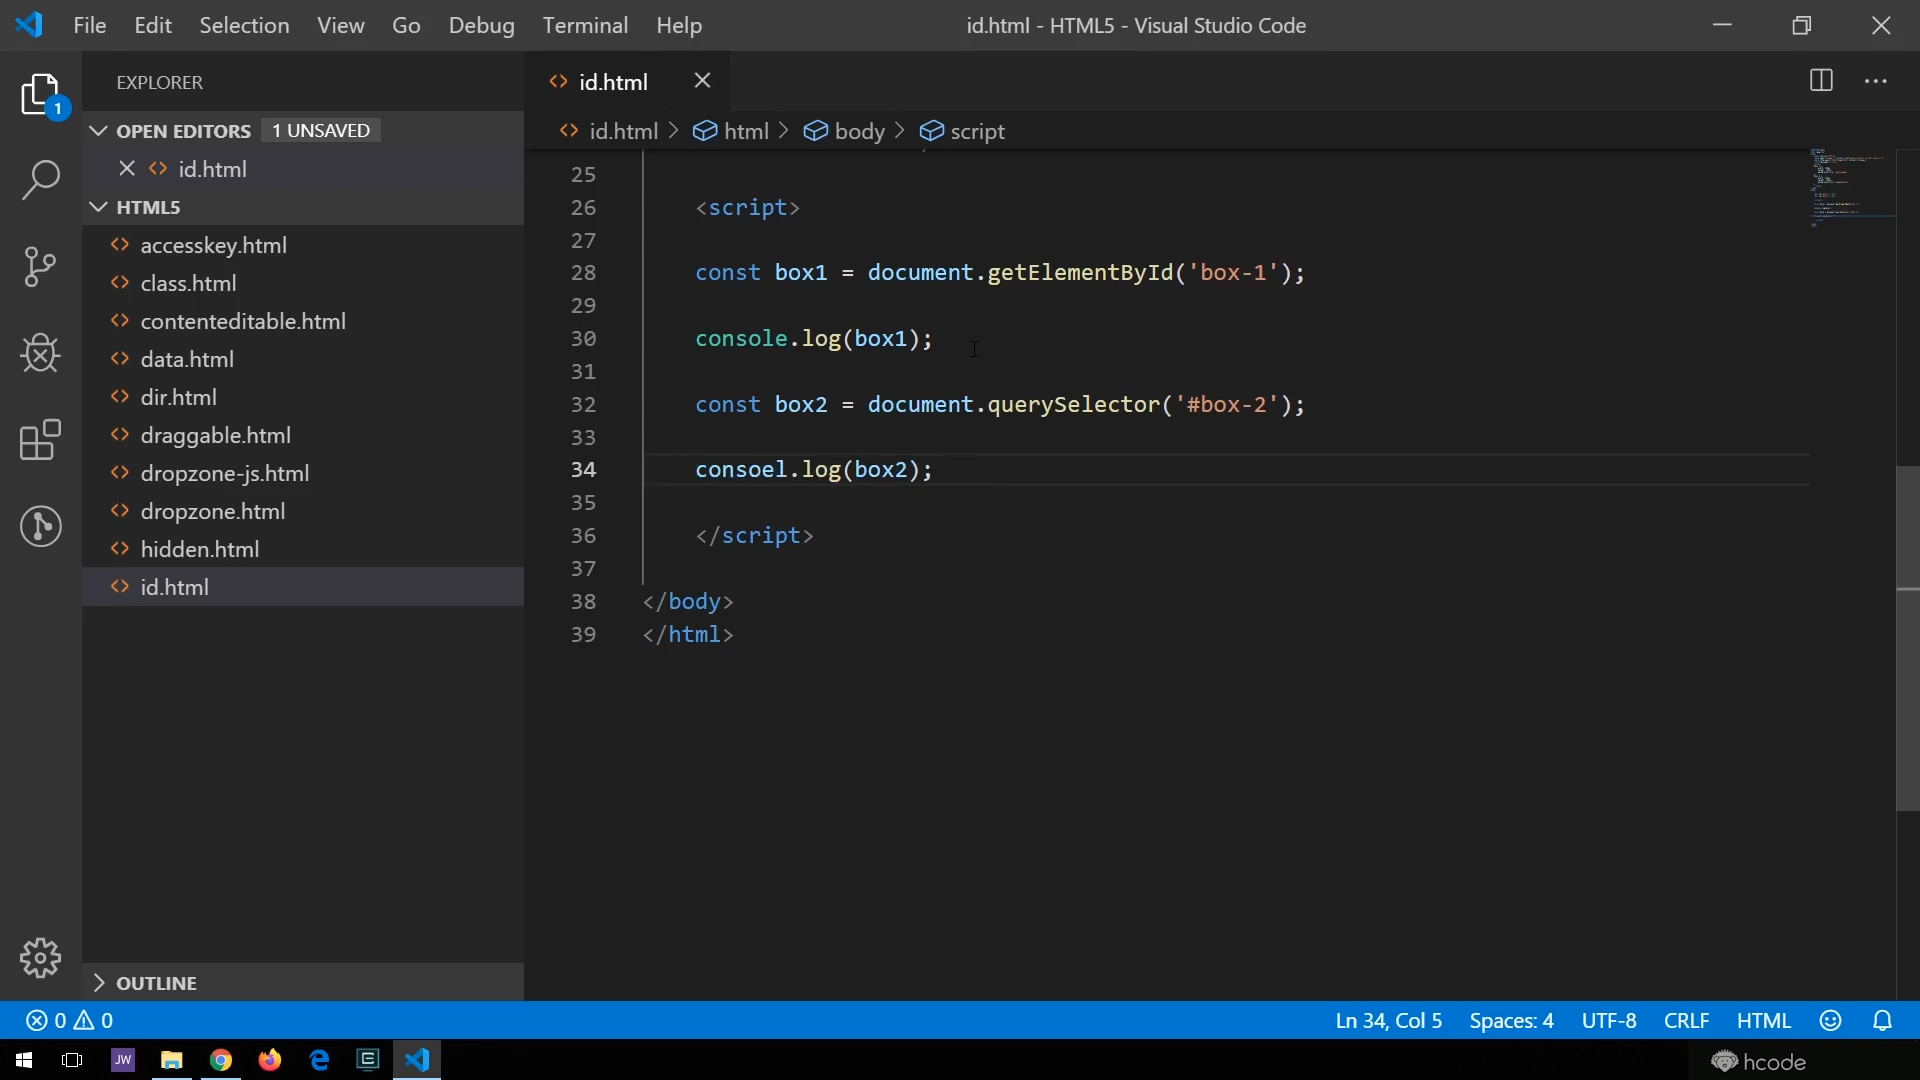 File Edit Selection View Go Debug Terminal Help
id.html - HTML5 - Visual Studio Code
1
EXPLORER
OPEN EDITORS 1 UNSAVED
id.html
HTML5
accesskey.html
class.html
contenteditable.html
data.html
dir.html
draggable.html
dropzone-js.html
dropzone.html
hidden.html
id.html
OUTLINE
id.html
id.html > html > body > script
25
26 <script>
27
28 const box1 = document.getElementById('box-1');
29
30 console.log(box1);
31
32 const box2 = document.querySelector('#box-2');
33
34 consoel.log(box2);
35
36 </script>
37
38 </body>
39 </html>
0 0
Ln 34, Col 5 Spaces: 4 UTF-8 CRLF HTML
JW
hcode